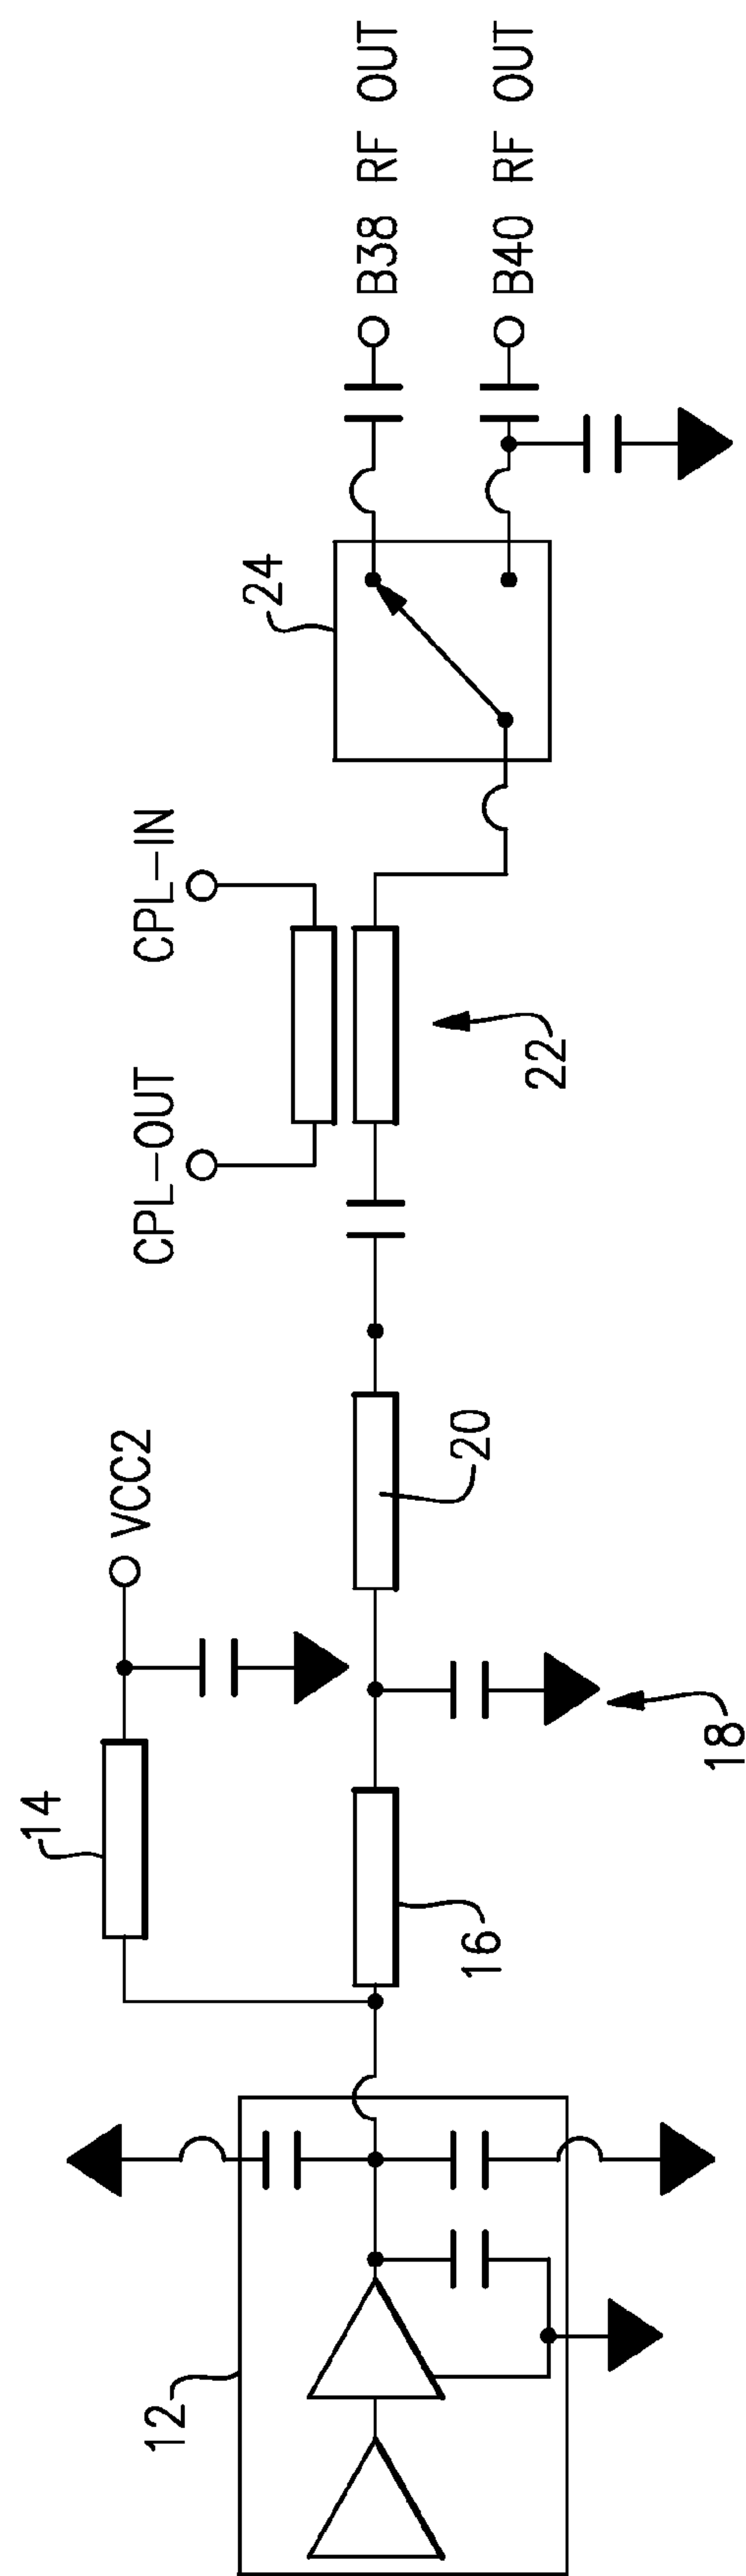 12
14
VCC2
16
18
20
CPL-OUT
CPL-IN
22
24
B38 RF OUT
B40 RF OUT